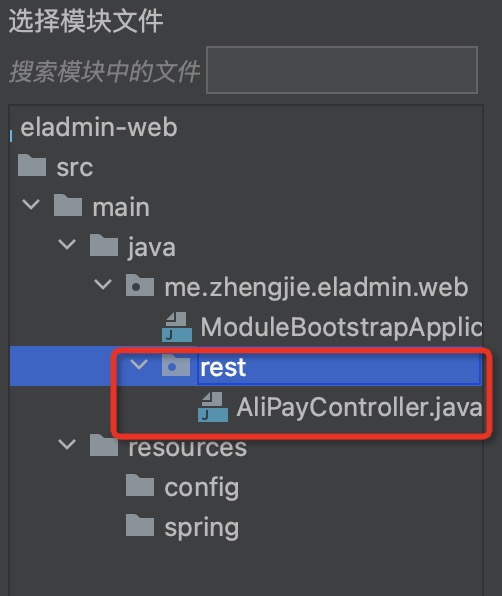 选择模块文件
搜索模块中的文件
eladmin-web
src
main
java
me.zhengjie.eladmin.web
ModuleBootstrapApplic
rest
AliPayController.java
resources
config
spring